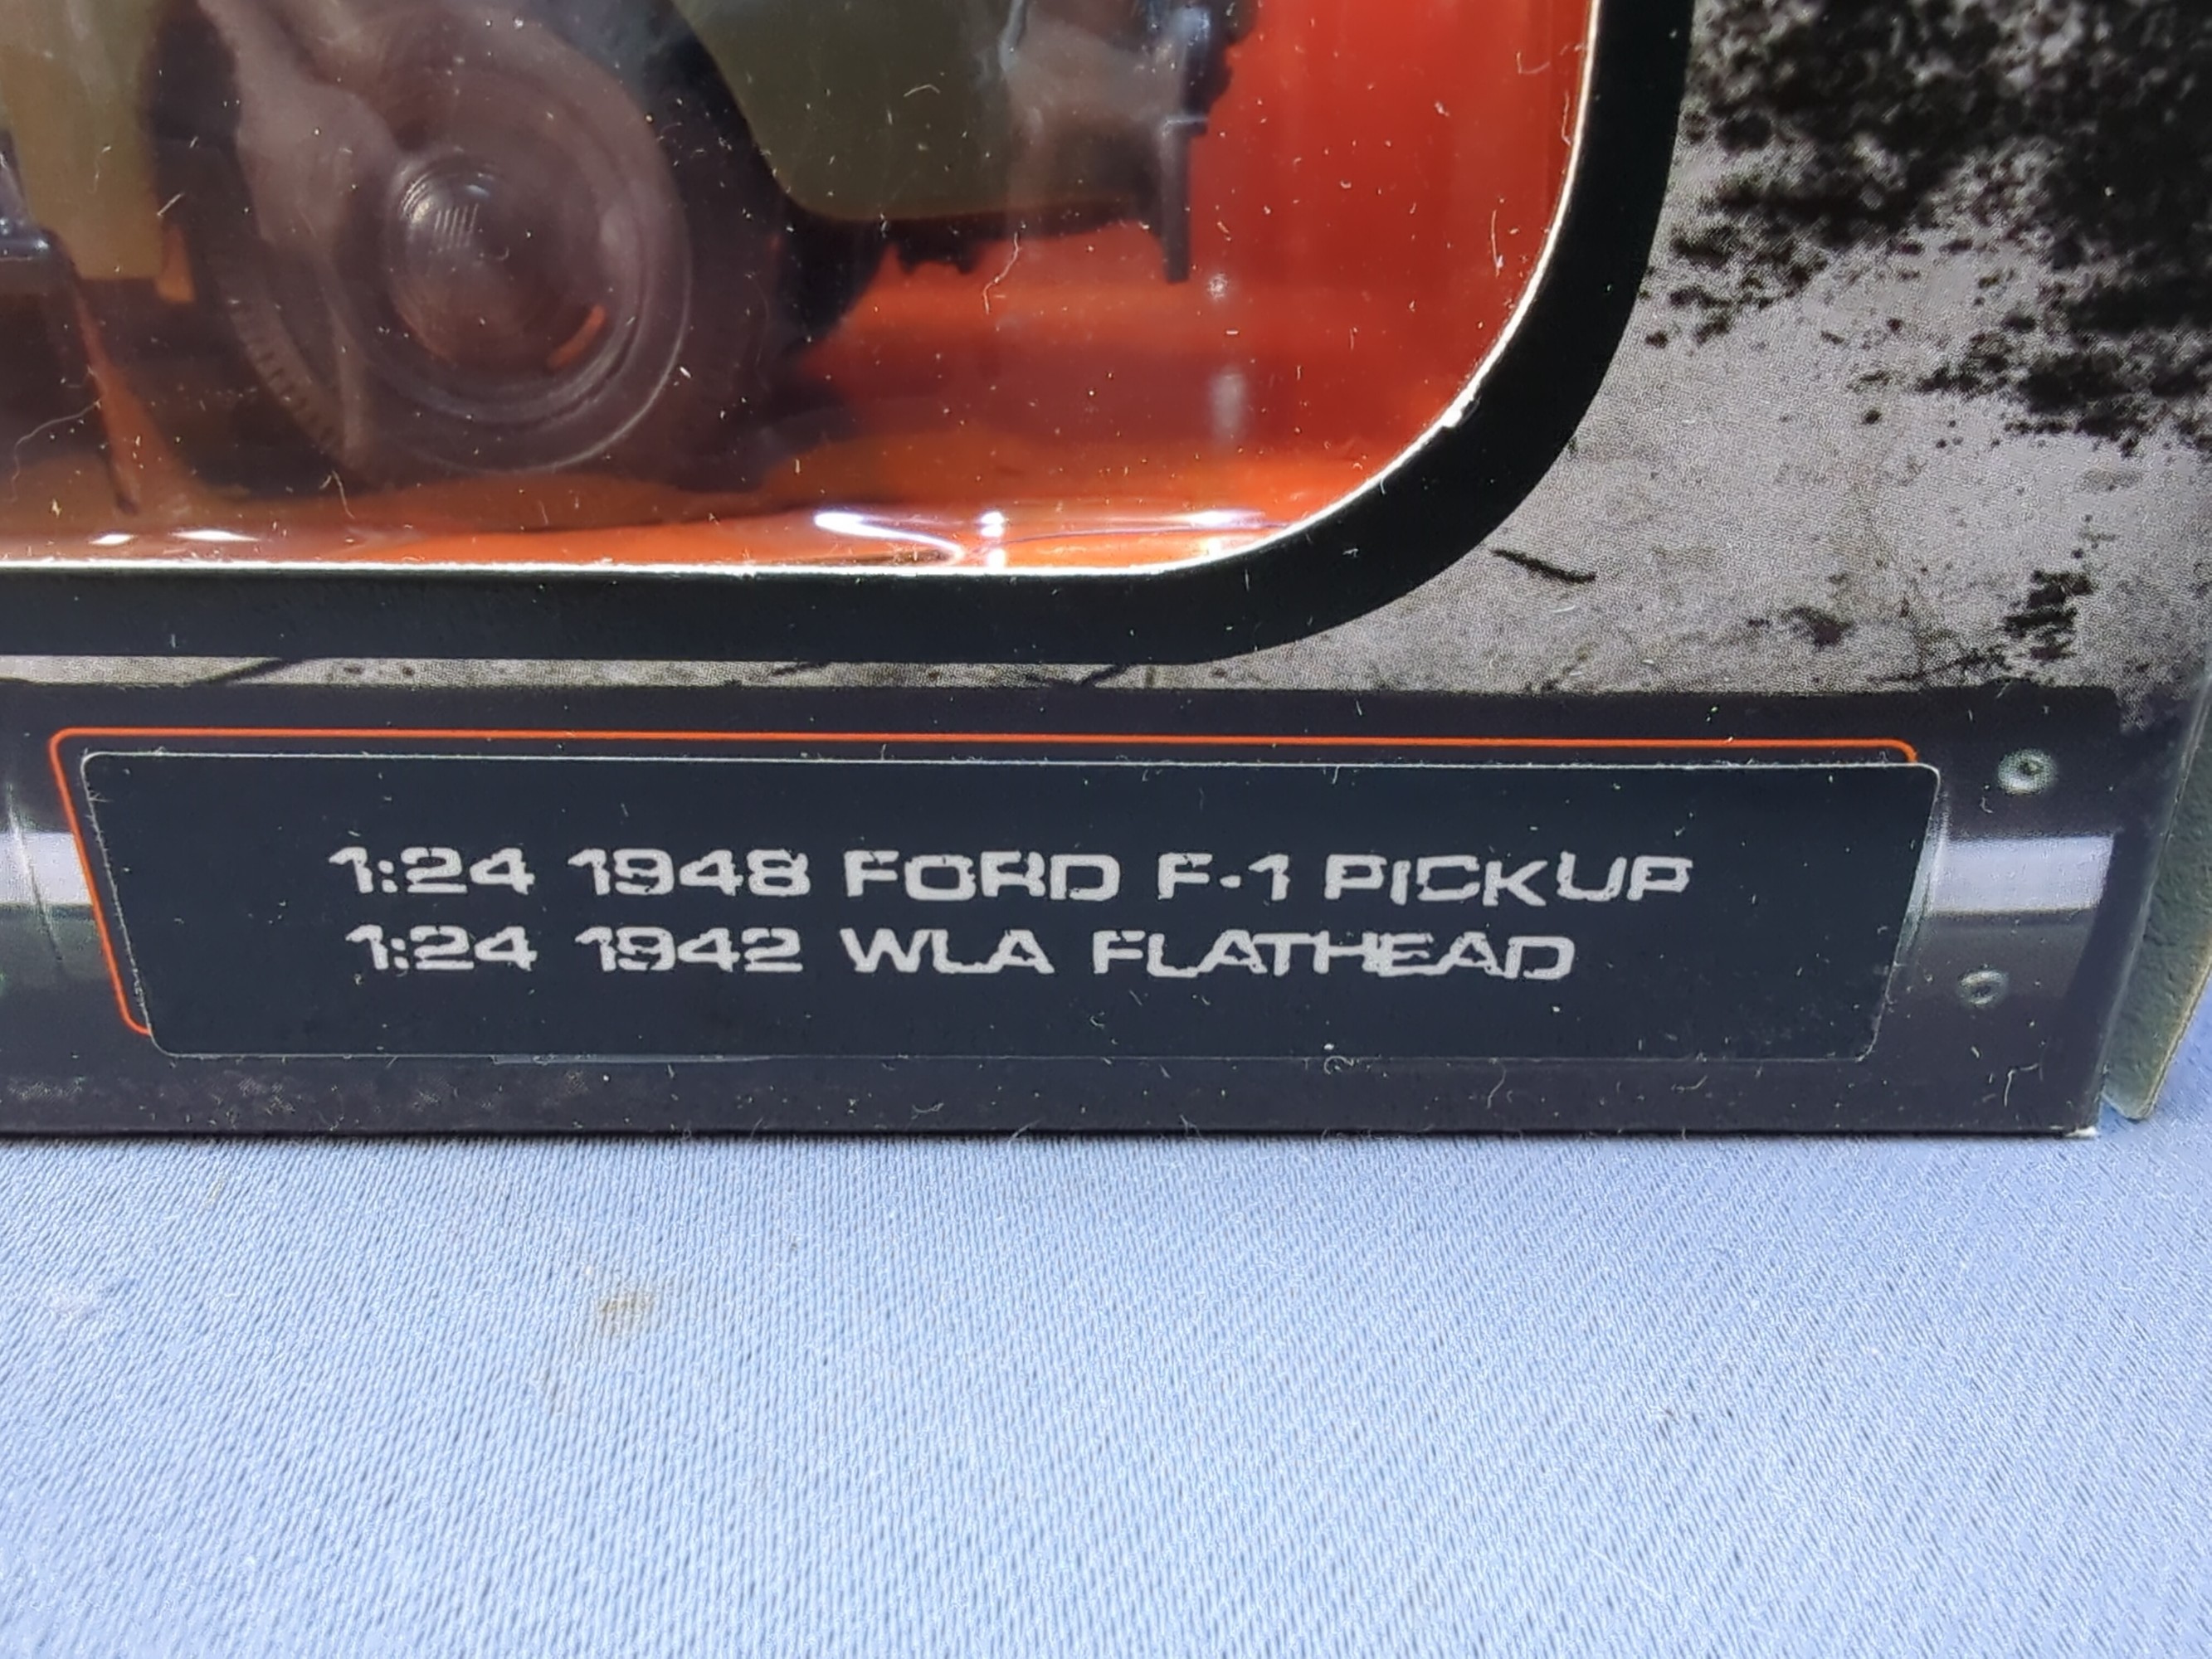 1:24 1948 FORD F-1 PICKUP
1:24 1942 WLA FLATHEAD